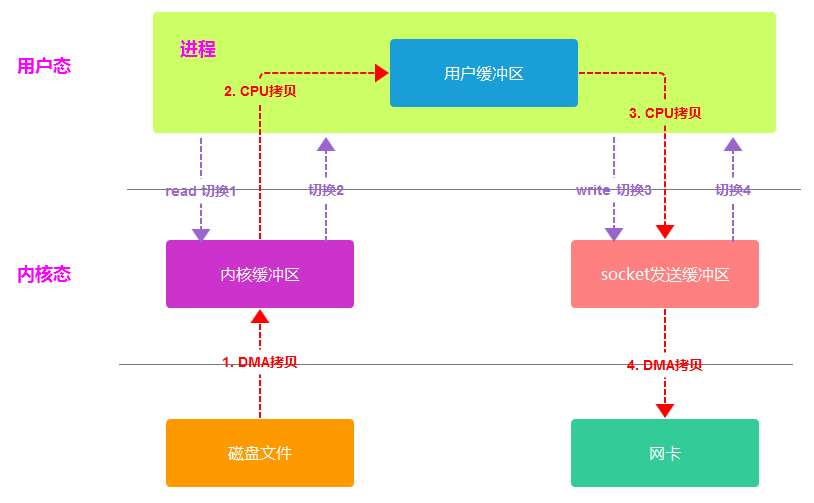 进程
用户态
用户缓冲区
2. CPU拷贝
3. CPU拷贝
read 切换1
切换2
write 切换3
切换4
内核态
内核缓冲区
socket发送缓冲区
1. DMA拷贝
4. DMA拷贝
磁盘文件
网卡